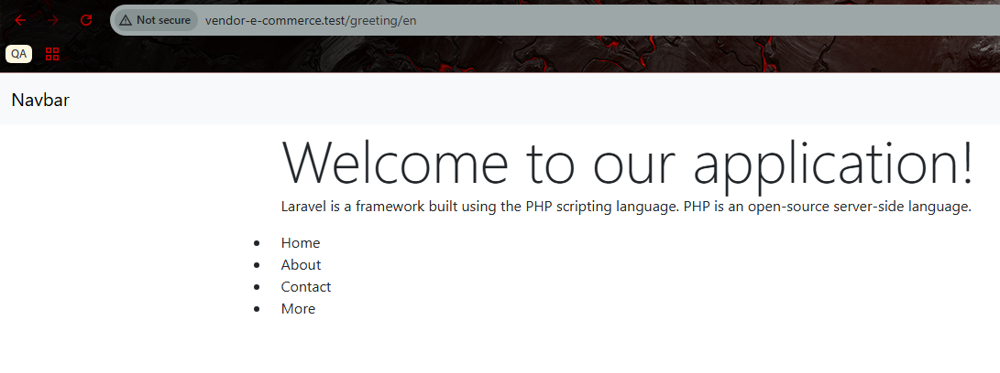 Not secure
vendor-e-commerce.test/greeting/en
QA
Navbar
Welcome to our application!
Laravel is a framework built using the PHP scripting language. PHP is an open-source server-side language.
Home
About
Contact
More